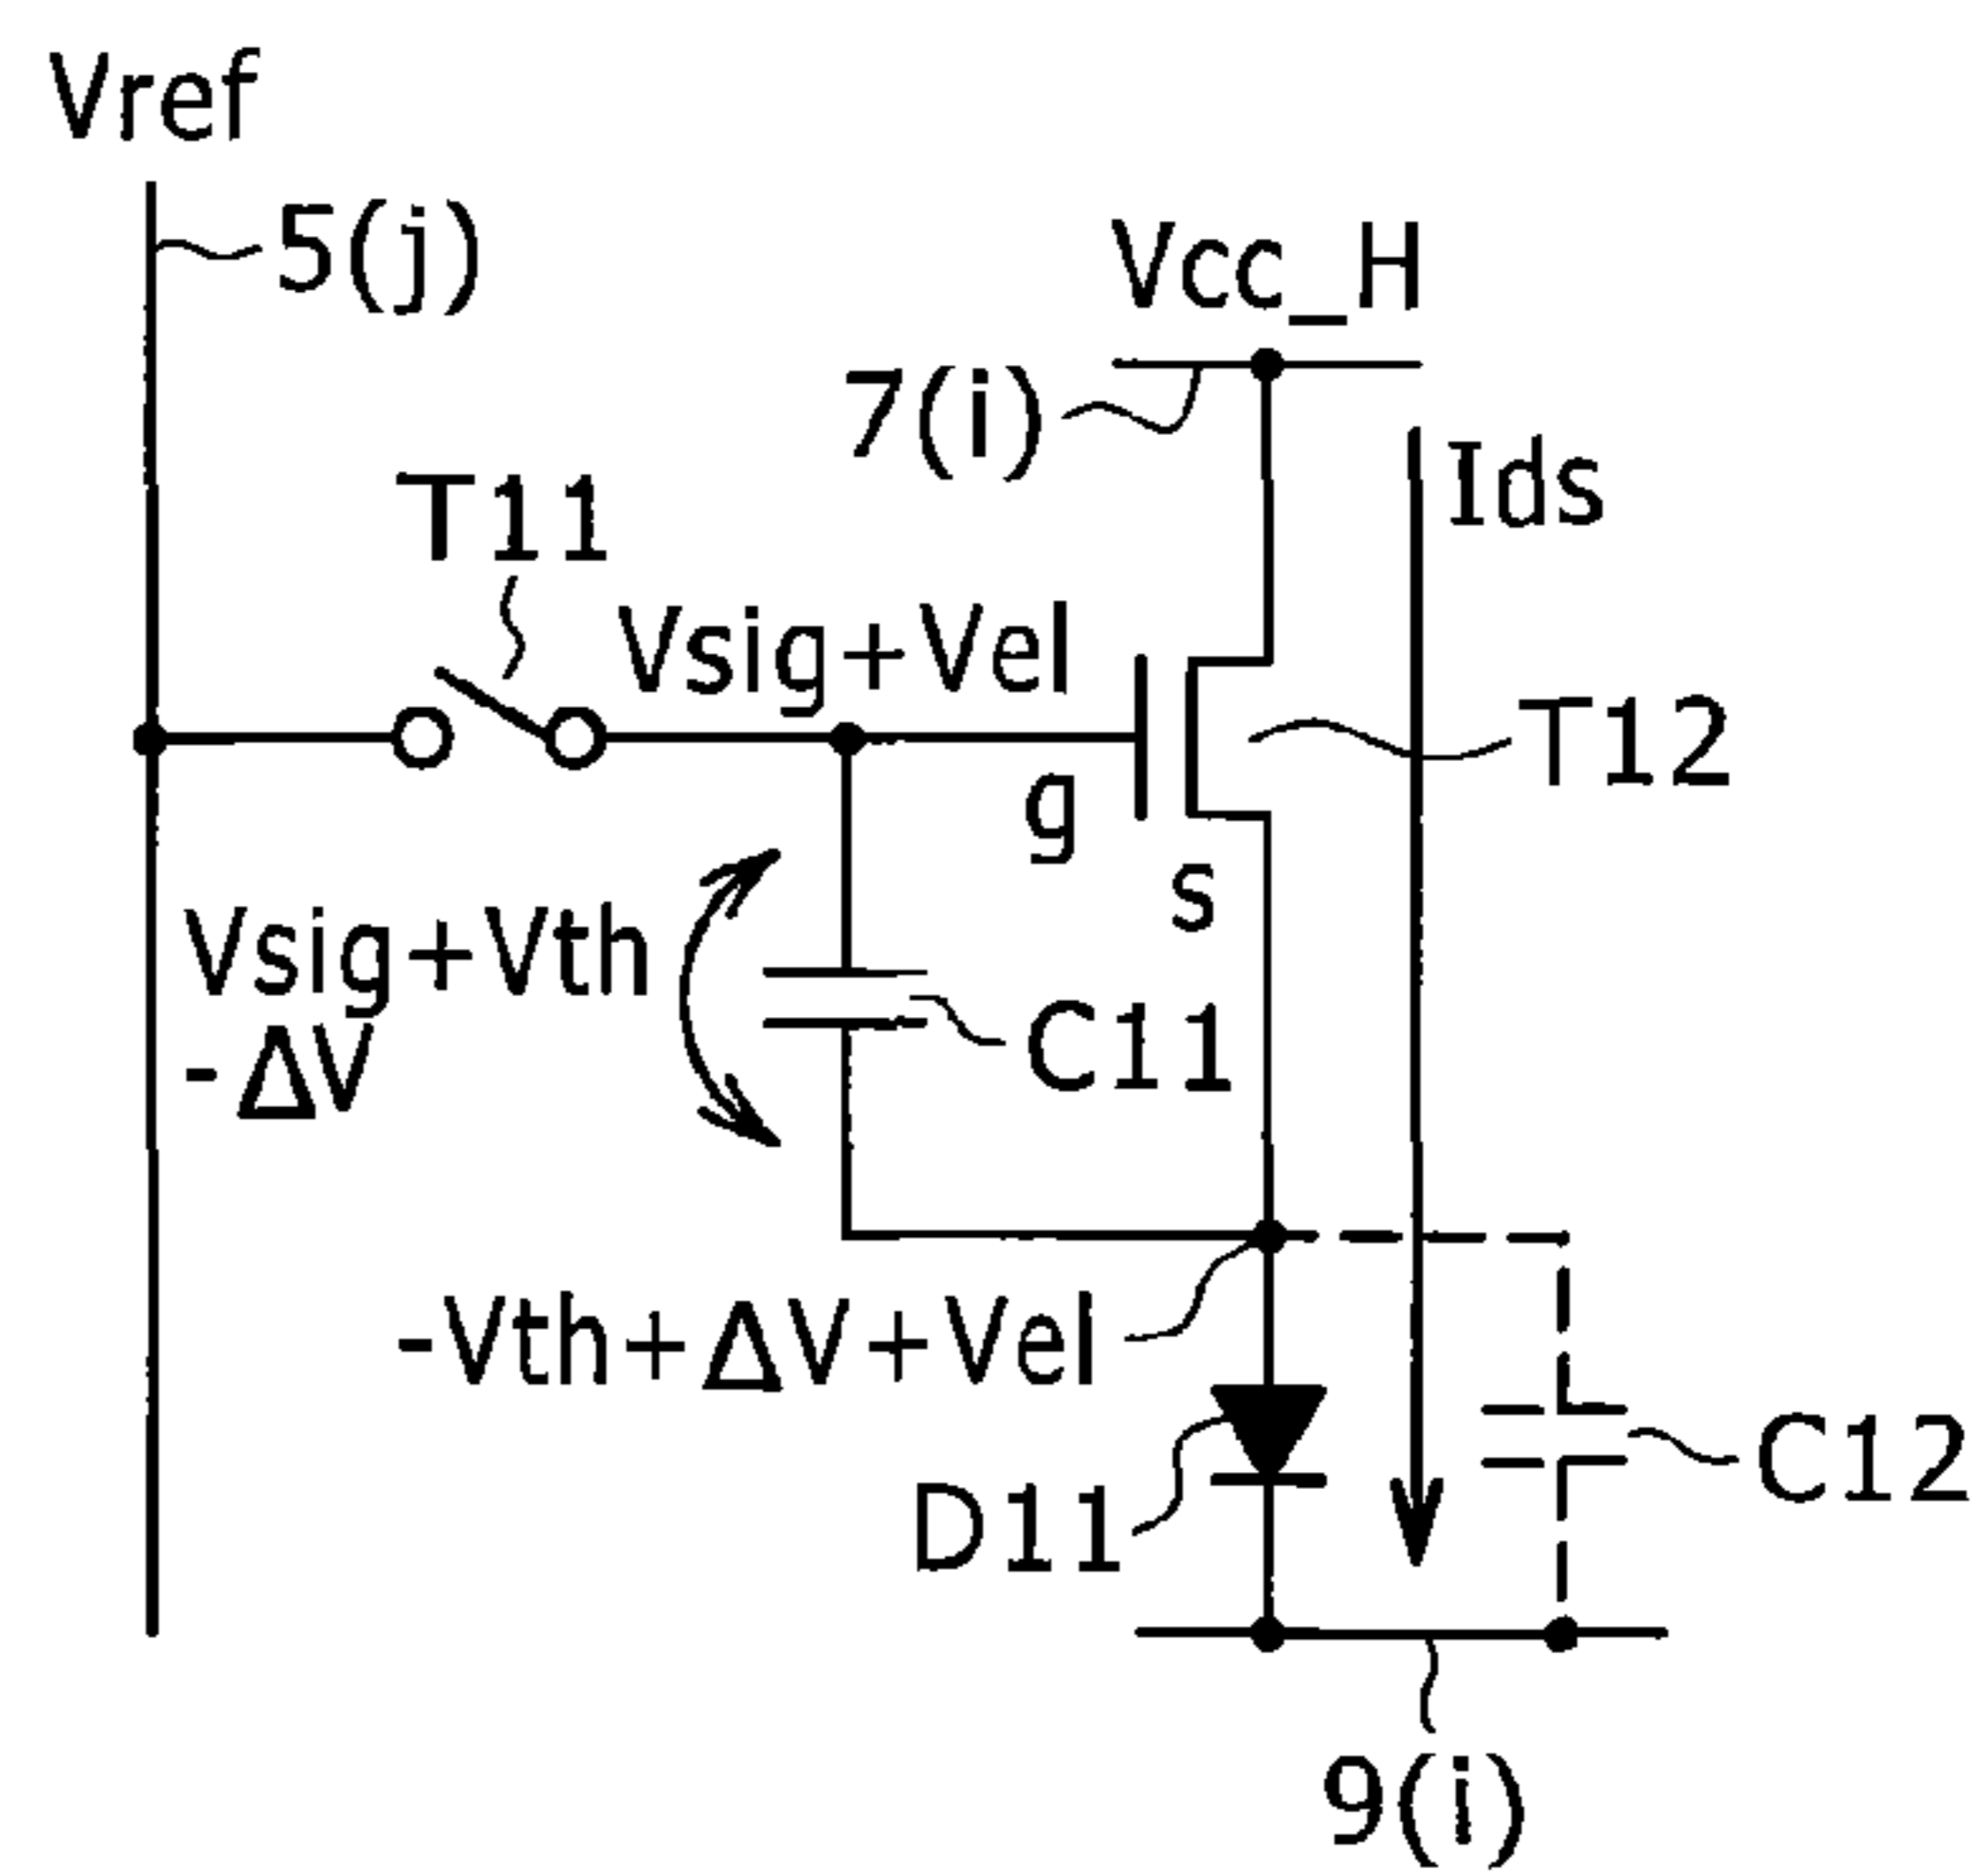 Vref
5(j)
Vcc_H
7(i)
Ids
T11
Vsig+Vel
T12
g
s
Vsig+Vth
-ΔV
C11
-Vth+ΔV+Vel
C12
D11
9(i)